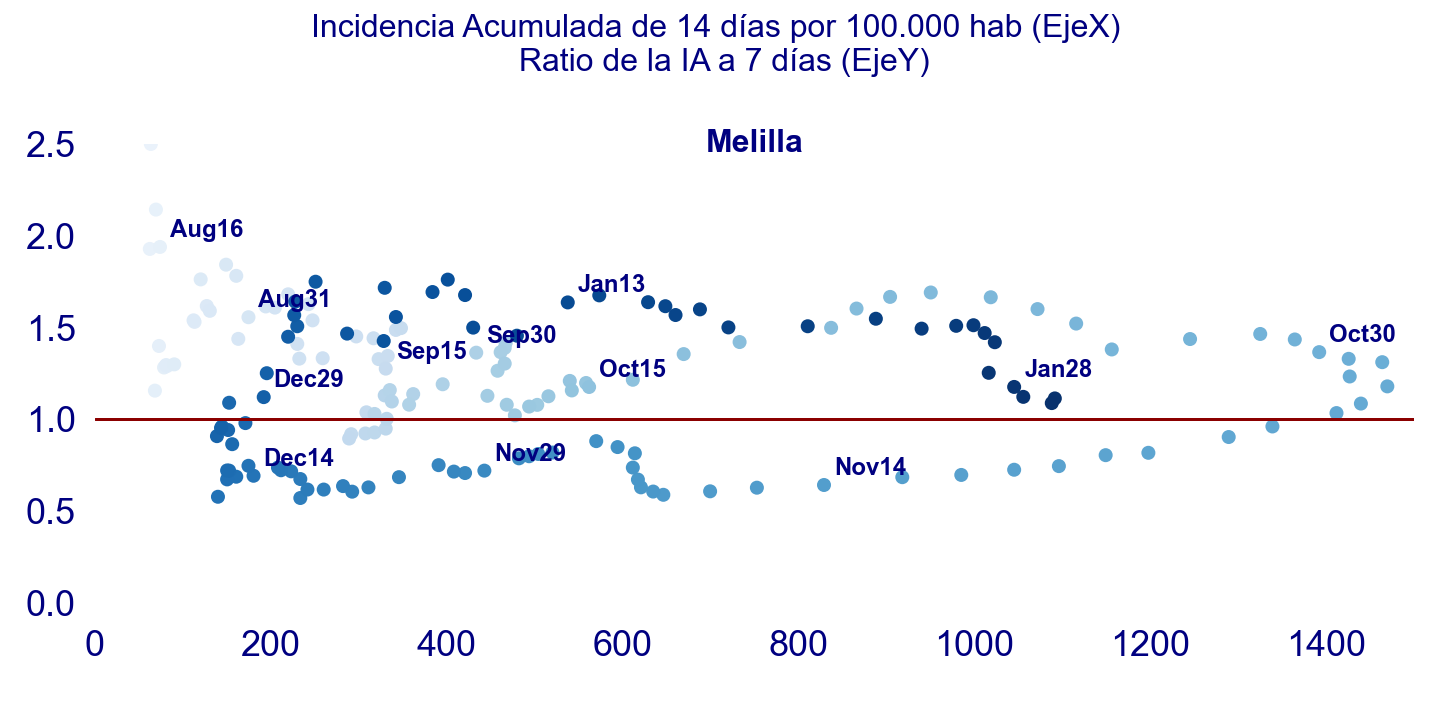 Incidencia Acumulada de 14 días por 100.000 hab (EjeX)
Ratio de la IA a 7 días (EjeY)
Melilla
2.5
2.0
1.5
1.0
0.5
0.0
Aug16
Aug31
Jan13
Sep30
Oct30
Sep15
Oct15
Jan28
Dec29
Dec14
Nov29
Nov14
0 200 400 600 800 1000 1200 1400